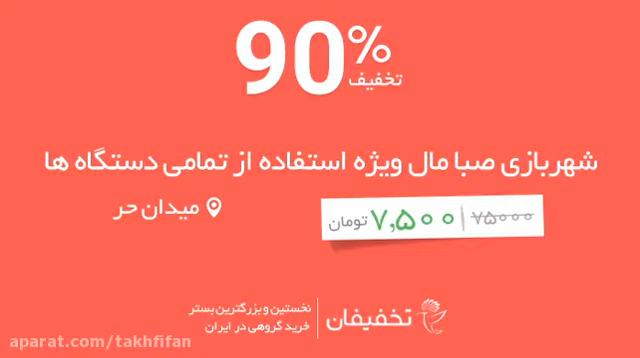 90%
تخفیف
شهربازی صبا مال ویژه استفاده از تمامی دستگاه ها
میدان حر
۷۵۰۰۰ | ۷,۵۰۰ تومان
تخفیفان
نخستین و بزرگترین بستر
خرید گروهی در ایران
aparat.com/takhfifan